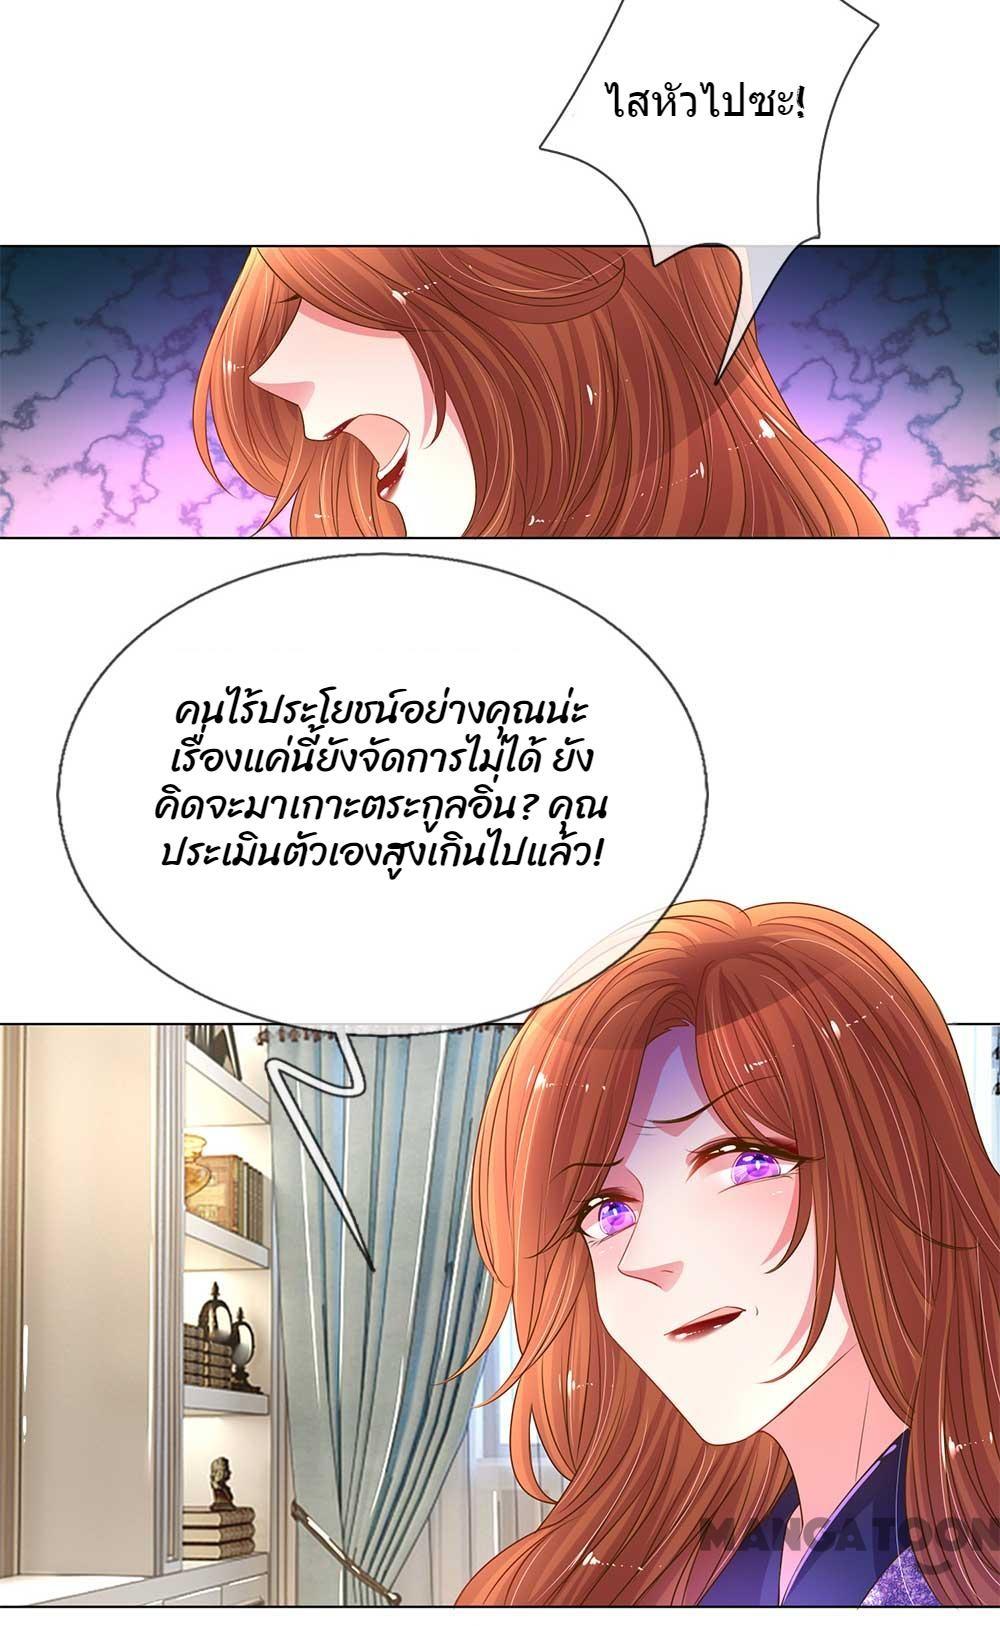 ไสหัวไปซะ!
คนไร้ประโยชน์อย่างคุณน่ะ
เรื่องแค่นี้ยังจัดการไม่ได้ ยัง
คิดจะมาเกาะตระกูลอิ่น? คุณ
ประเมินตัวเองสูงเกินไปแล้ว!
MANGATOON